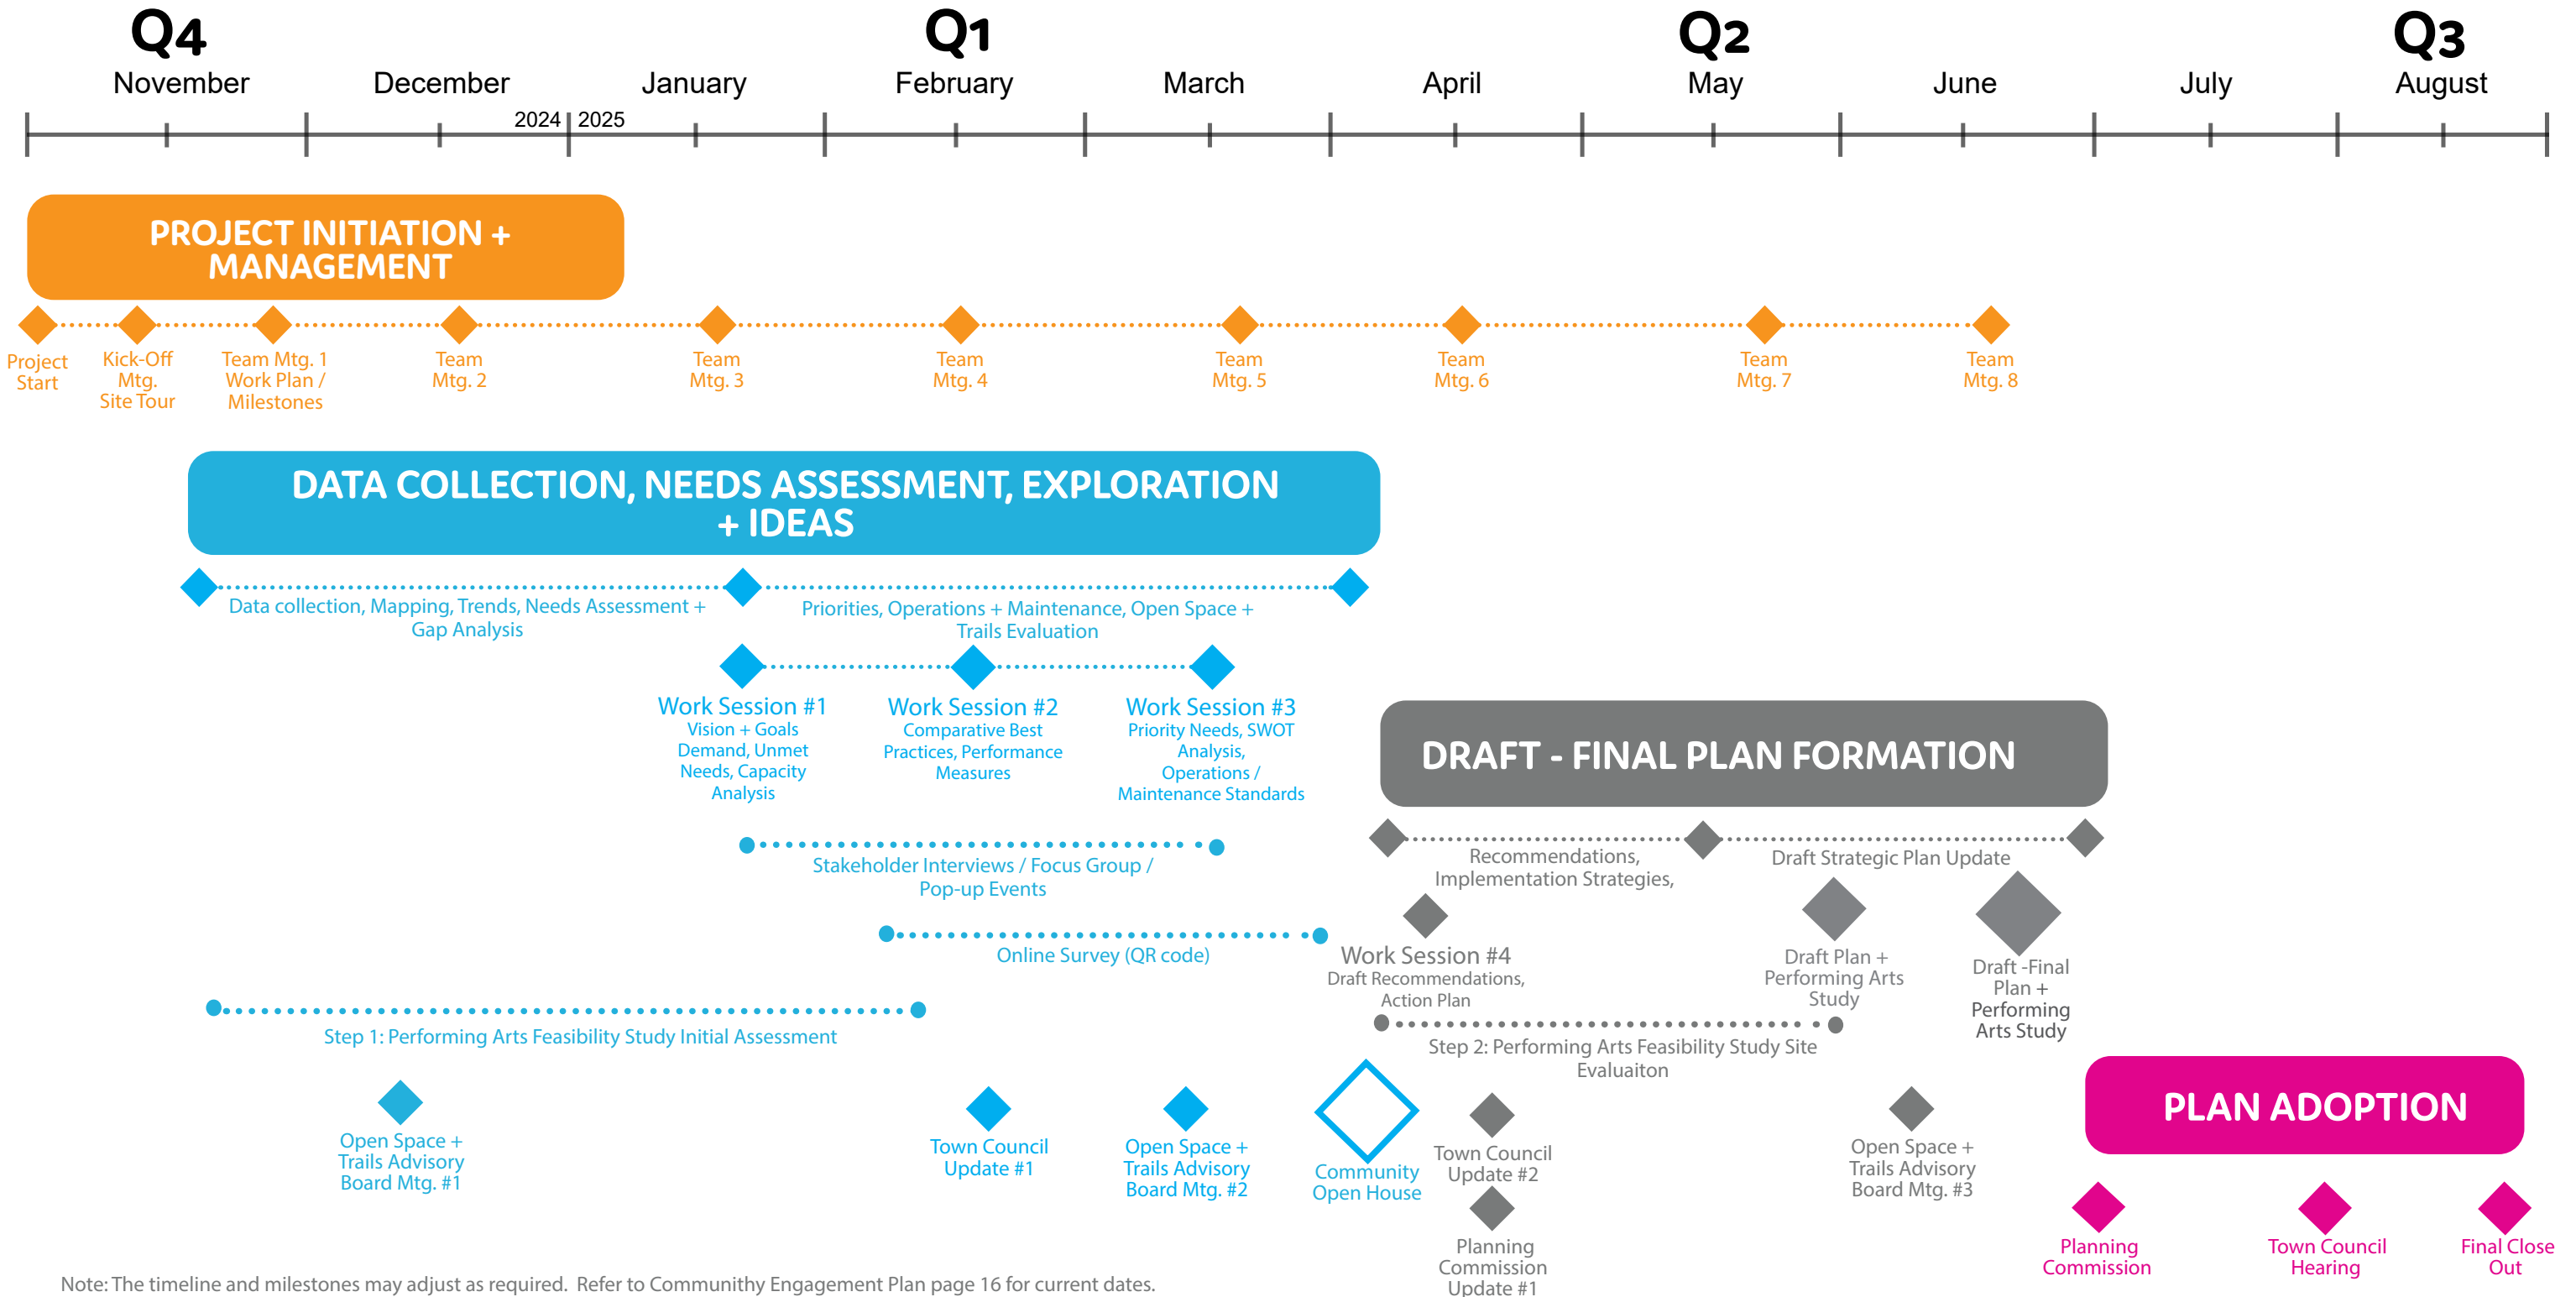 Q4
Q1
Q2
Q3
November
December
January
February
March
April
May
June
July
August
2024
2025
PROJECT INITIATION +
MANAGEMENT
Project
Start
Kick-Off
Mtg.
Site Tour
Team Mtg. 1
Work Plan /
Milestones
Team
Mtg. 2
Team
Mtg. 3
Team
Mtg. 4
Team
Mtg. 5
Team
Mtg. 6
Team
Mtg. 7
Team
Mtg. 8
DATA COLLECTION, NEEDS ASSESSMENT, EXPLORATION
+ IDEAS
Data collection, Mapping, Trends, Needs Assessment +
Gap Analysis
Priorities, Operations + Maintenance, Open Space +
Trails Evaluation
Work Session #1
Vision + Goals
Demand, Unmet
Needs, Capacity
Analysis
Work Session #2
Comparative Best
Practices, Performance
Measures
Work Session #3
Priority Needs, SWOT
Analysis,
Operations /
Maintenance Standards
Stakeholder Interviews / Focus Group /
Pop-up Events
Online Survey (QR code)
Step 1: Performing Arts Feasibility Study Initial Assessment
Open Space +
Trails Advisory
Board Mtg. #1
Town Council
Update #1
Open Space +
Trails Advisory
Board Mtg. #2
Community
Open House
DRAFT - FINAL PLAN FORMATION
Recommendations,
Implementation Strategies,
Draft Strategic Plan Update
Work Session #4
Draft Recommendations,
Action Plan
Draft Plan +
Performing Arts
Study
Draft -Final
Plan +
Performing
Arts Study
Step 2: Performing Arts Feasibility Study Site
Evaluaiton
Town Council
Update #2
Planning
Commission
Update #1
Open Space +
Trails Advisory
Board Mtg. #3
PLAN ADOPTION
Planning
Commission
Town Council
Hearing
Final Close
Out
Note: The timeline and milestones may adjust as required.  Refer to Communithy Engagement Plan page 16 for current dates.